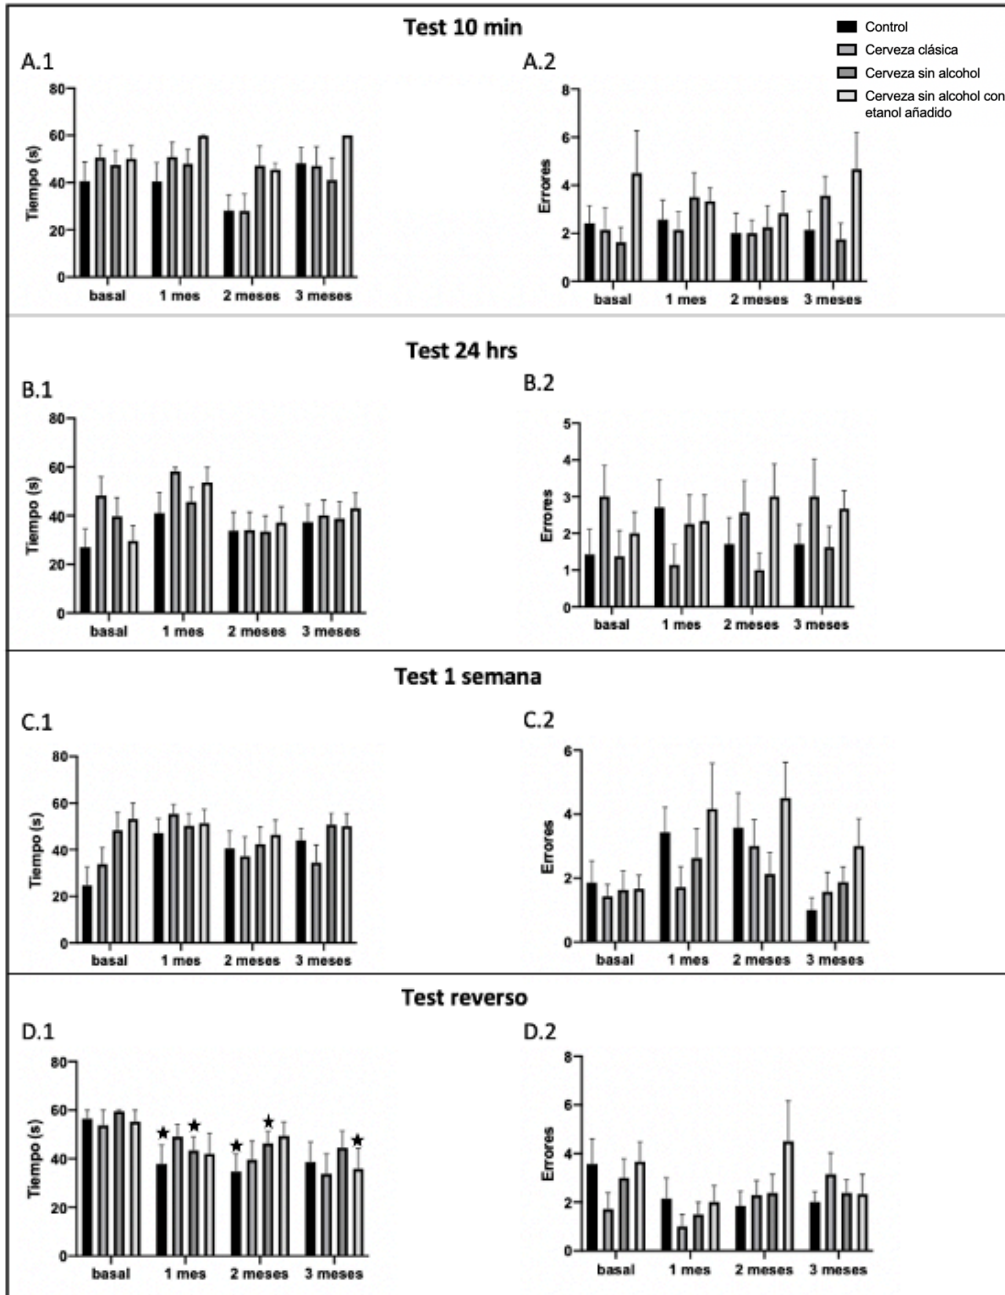 Test 10 min
Control
Cerveza clásica
Cerveza sin alcohol
Cerveza sin alcohol con
etanol añadido
A.1
Tiempo (s)
80
60
40
20
0
basal 1 mes 2 meses 3 meses
A.2
Errores
8
6
4
2
0
basal 1 mes 2 meses 3 meses
Test 24 hrs
B.1
Tiempo (s)
80
60
40
20
0
basal 1 mes 2 meses 3 meses
B.2
Errores
5
4
3
2
1
0
basal 1 mes 2 meses 3 meses
Test 1 semana
C.1
Tiempo (s)
80
60
40
20
0
basal 1 mes 2 meses 3 meses
C.2
Errores
6
4
2
0
basal 1 mes 2 meses 3 meses
Test reverso
D.1
Tiempo (s)
80
60
40
20
0
basal 1 mes 2 meses 3 meses
D.2
Errores
8
6
4
2
0
basal 1 mes 2 meses 3 meses